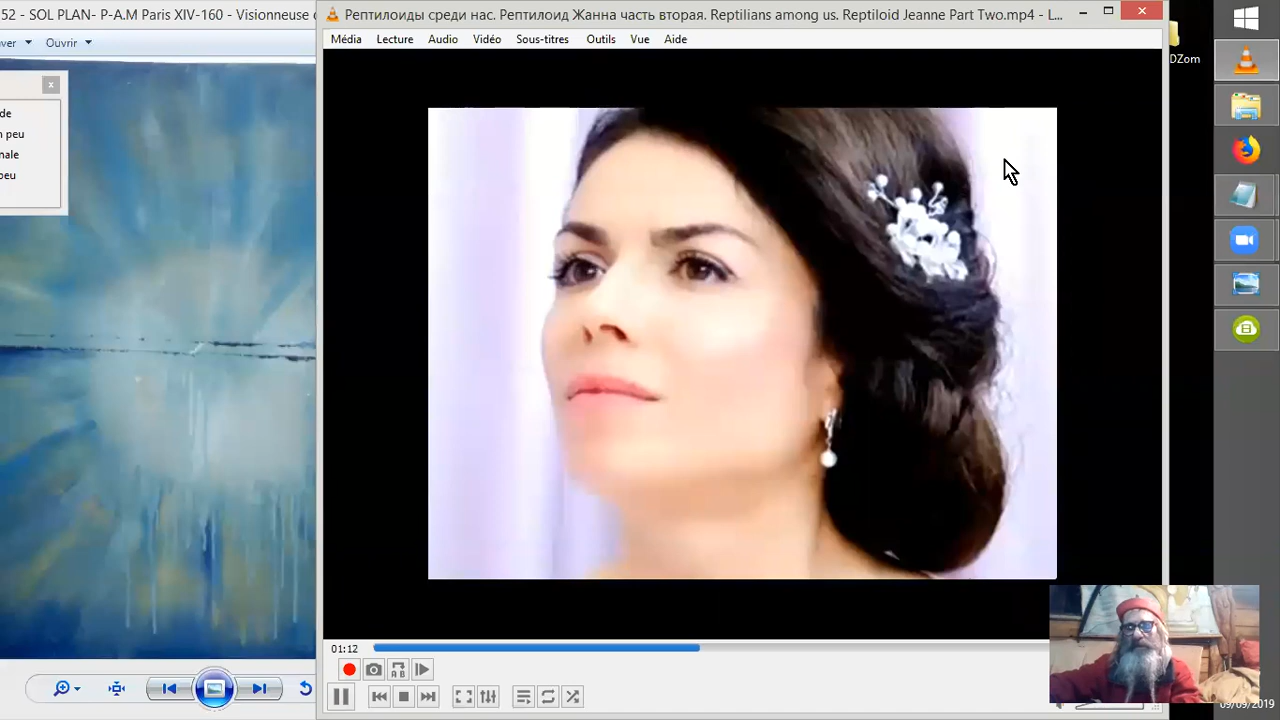 52 - SOL PLAN- P-A.M Paris XIV-160 - Visionneuse
Ouvrir
de
peu
nale
peu
Рептилоиды среди нас. Рептилоид Жанна часть вторая. Reptilians among us. Reptiloid Jeanne Part Two.mp4 - L...
Média Lecture Audio Vidéo Sous-titres Outils Vue Aide
DZom
01:12
A B
09/09/2019